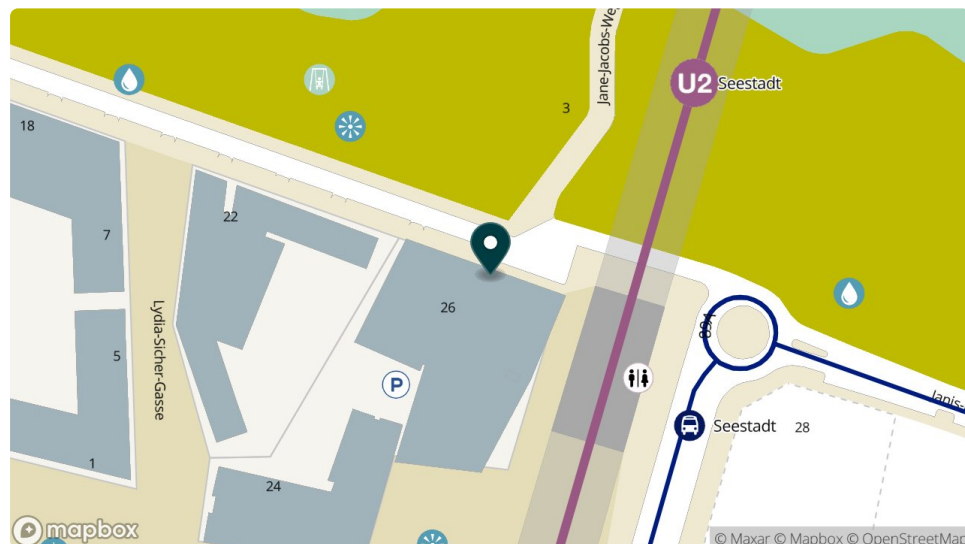 18
3
Jane-Jacobs-We
U2 Seestadt
22
7
Lydia-Sicher-Gasse
26
5
P
88A
Janis-
Seestadt 28
1
24
mapbox
© Maxar © Mapbox © OpenStreetMap